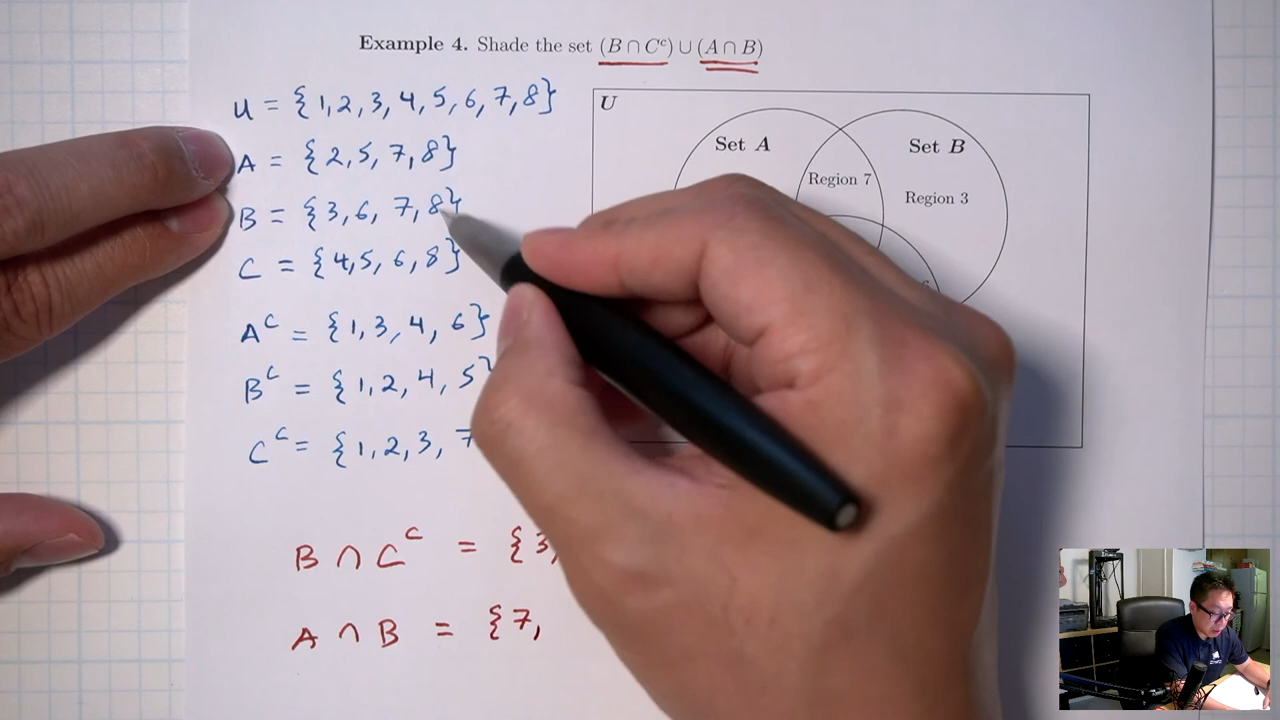 Example 4. Shade the set (B ∩ Cᶜ) ∪ (A ∩ B)
U = {1,2,3,4,5,6,7,8}
A = {2,5,7,8}
B = {3,6,7,8}
C = {4,5,6,8}
Aᶜ = {1,3,4,6}
Bᶜ = {1,2,4,5}
Cᶜ = {1,2,3,7
B ∩ Cᶜ = {3,
A ∩ B = {7,
U
Set A
Set B
Region 7
Region 3
6